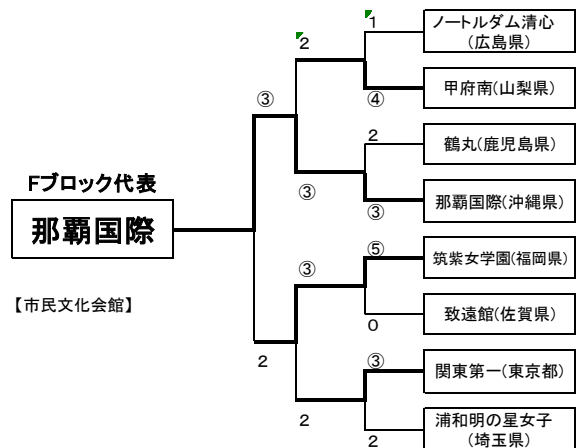 1
ノートルダム清心
(広島県)
2
④
甲府南(山梨県)
③
2
鶴丸(鹿児島県)
③
③
那覇国際(沖縄県)
Fブロック代表
那覇国際
③
⑤
筑紫女学園(福岡県)
【市民文化会館】
0
致遠館(佐賀県)
2
③
関東第一(東京都)
2
2
浦和明の星女子
(埼玉県)